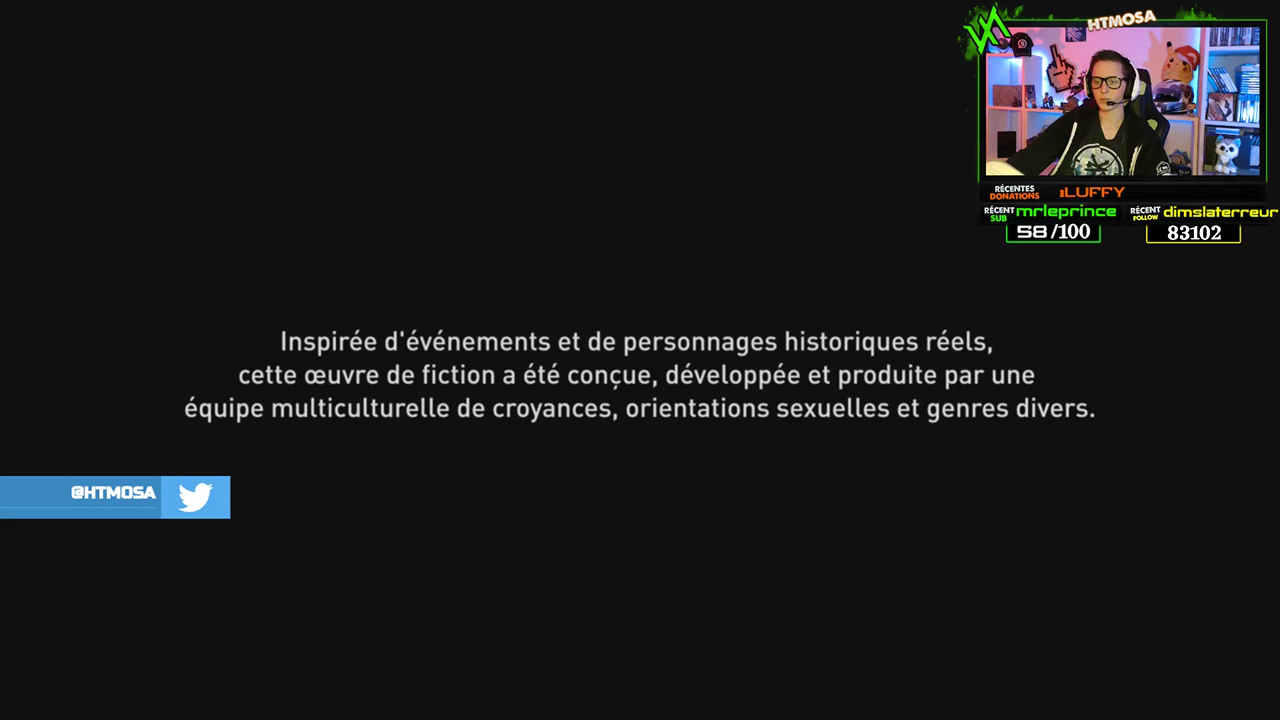 HTMOSA
RÉCENTES
DONATIONS
LUFFY
RÉCENT
SUB
mrleprince
RÉCENT
FOLLOW
dimslaterreur
58 /100
83102
Inspirée d'événements et de personnages historiques réels,
cette œuvre de fiction a été conçue, développée et produite par une
équipe multiculturelle de croyances, orientations sexuelles et genres divers.
@HTMOSA